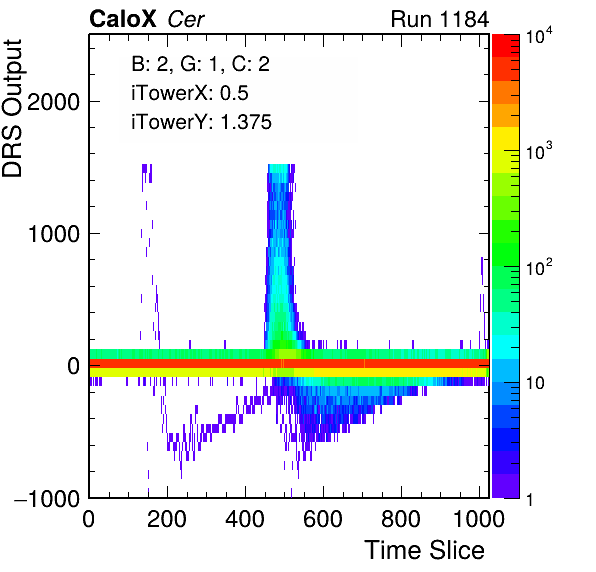 CaloX Cer Run 1184
B: 2, G: 1, C: 2
iTowerX: 0.5
iTowerY: 1.375
DRS Output
2000
1000
0
−1000
0 200 400 600 800 1000
Time Slice
10^4
10^3
10^2
10
1